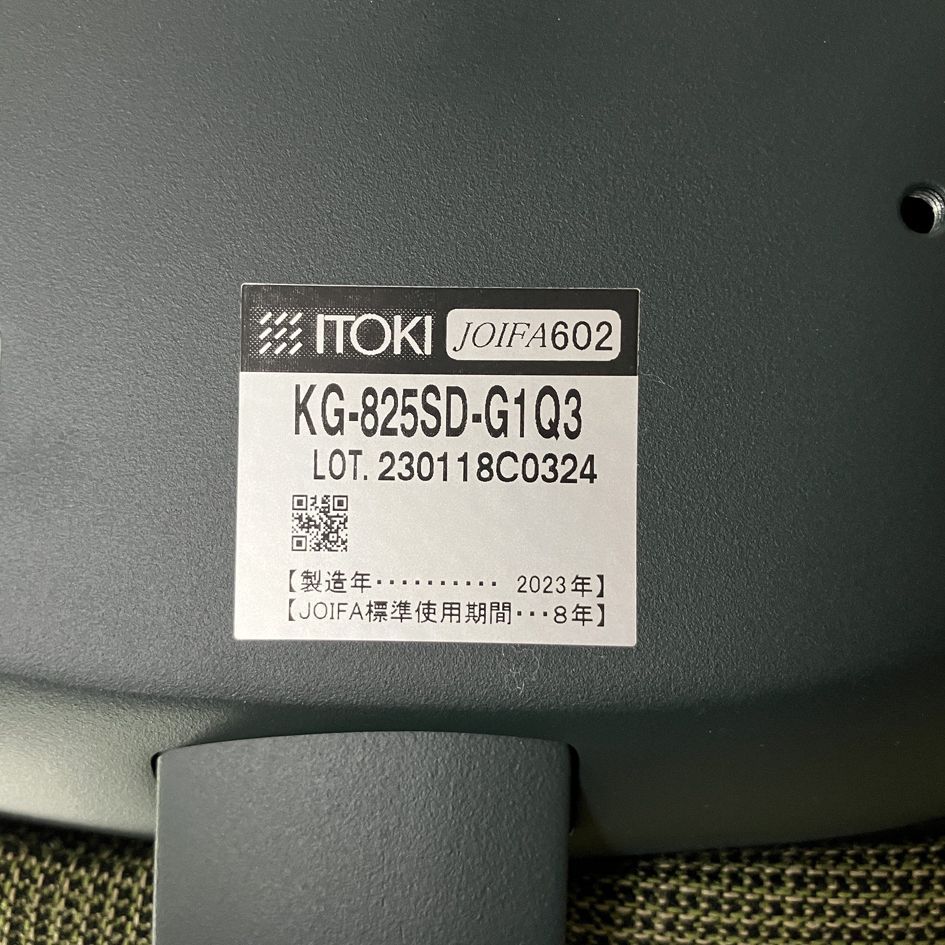 ITOKI JOIFA602
KG-825SD-G1Q3
LOT. 230118C0324
【製造年・・・・・・・・・・ 2023年】
【JOIFA標準使用期間・・・8年】